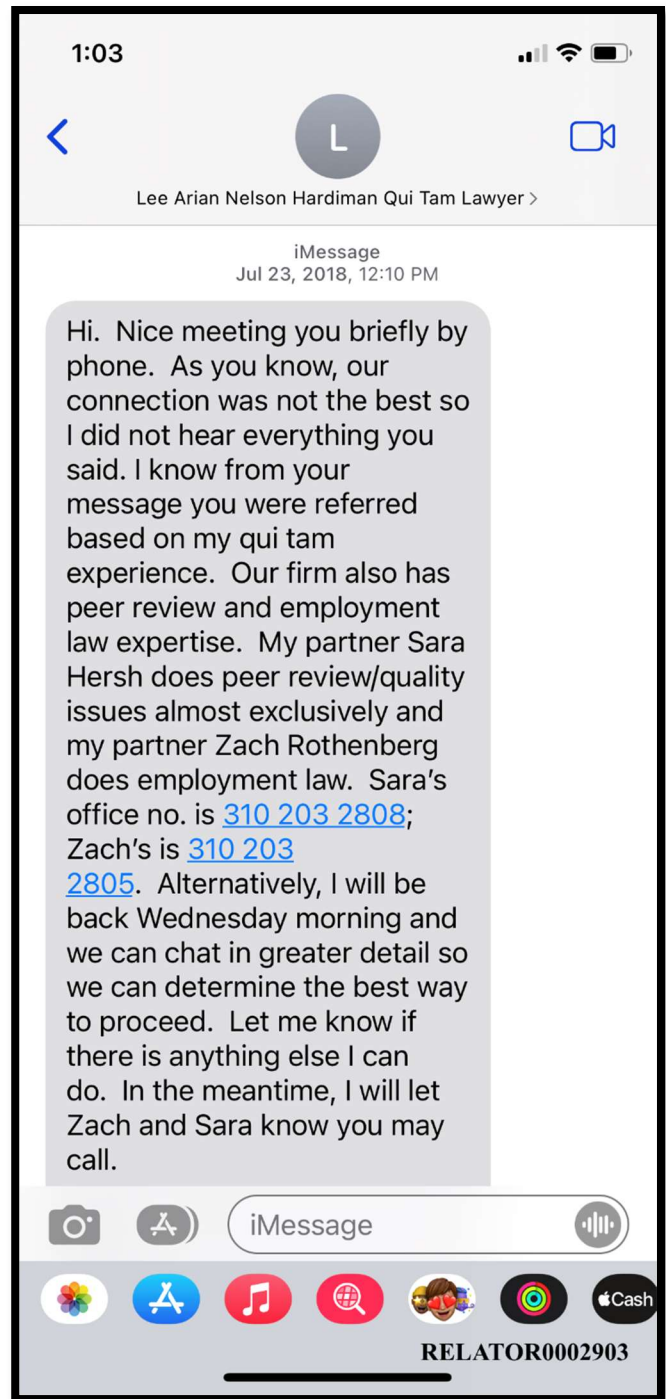 1:03
L
Lee Arian Nelson Hardiman Qui Tam Lawyer >
iMessage
Jul 23, 2018, 12:10 PM
Hi.  Nice meeting you briefly by
phone.  As you know, our
connection was not the best so
I did not hear everything you
said. I know from your
message you were referred
based on my qui tam
experience.  Our firm also has
peer review and employment
law expertise.  My partner Sara
Hersh does peer review/quality
issues almost exclusively and
my partner Zach Rothenberg
does employment law.  Sara’s
office no. is 310 203 2808;
Zach’s is 310 203
2805.  Alternatively, I will be
back Wednesday morning and
we can chat in greater detail so
we can determine the best way
to proceed.  Let me know if
there is anything else I can
do.  In the meantime, I will let
Zach and Sara know you may
call.
iMessage
Cash
RELATOR0002903